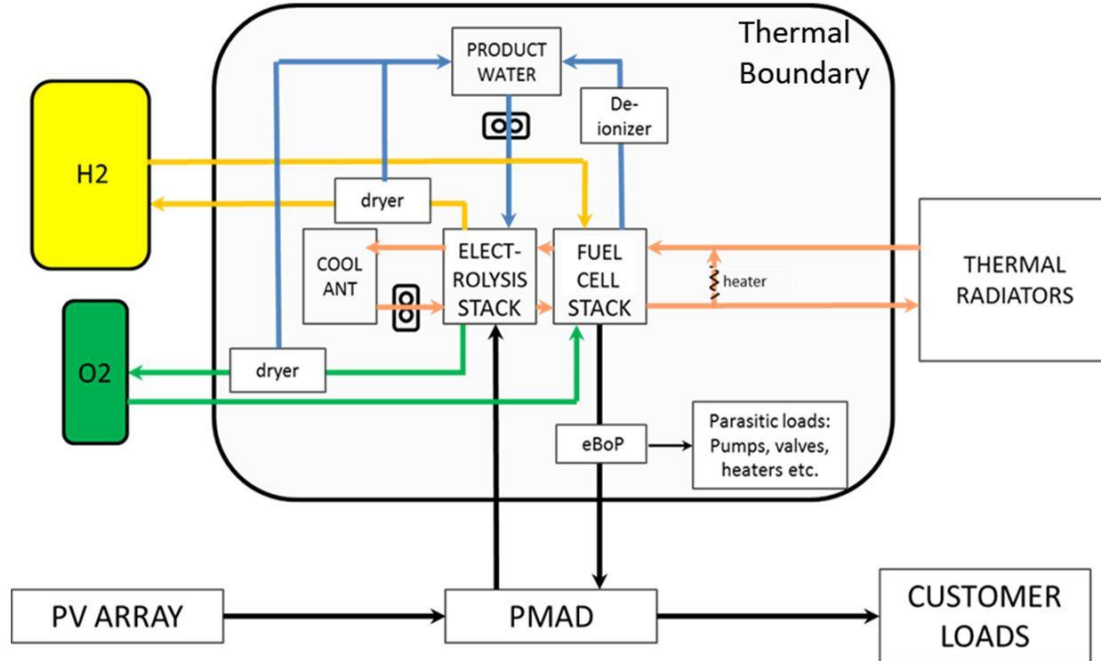 Thermal
Boundary
PRODUCT
WATER
De-
ionizer
H2
dryer
ELECT-
ROLYSIS
STACK
FUEL
CELL
STACK
COOL
ANT
heater
THERMAL
RADIATORS
O2
dryer
eBoP
Parasitic loads:
Pumps, valves,
heaters etc.
PV ARRAY
PMAD
CUSTOMER
LOADS